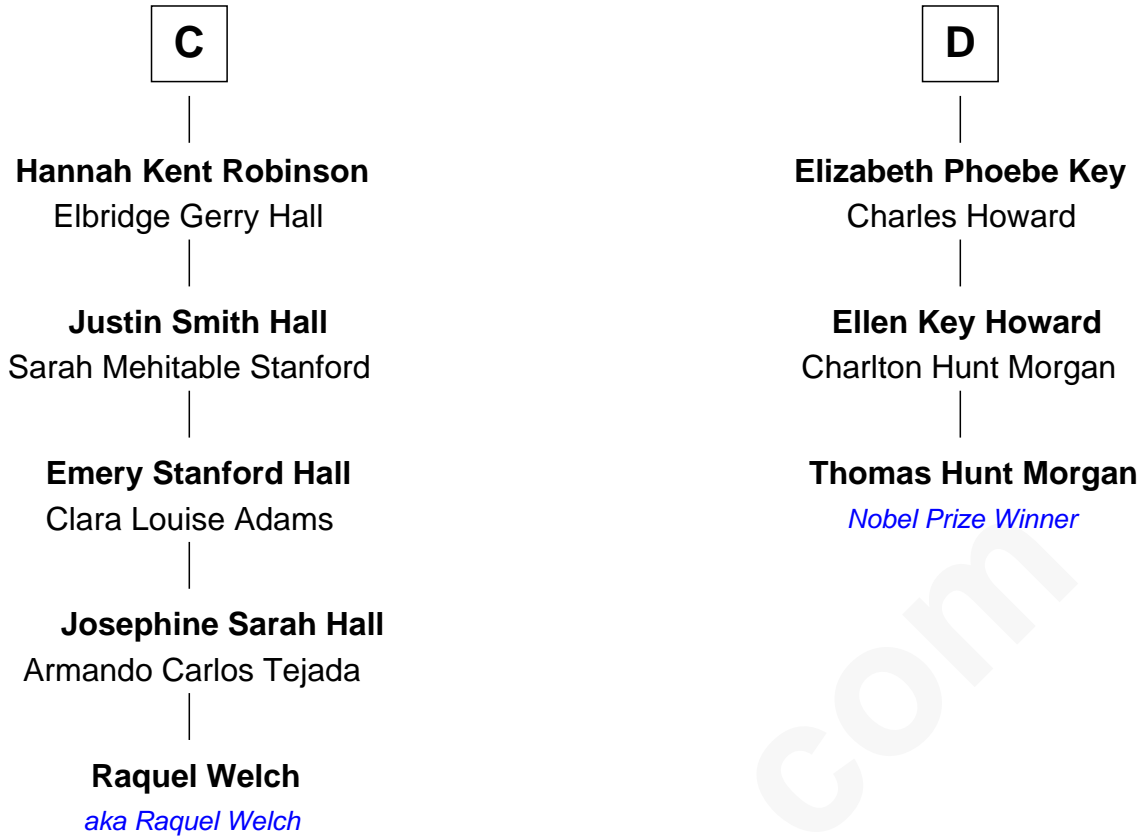 C
Hannah Kent Robinson
Elbridge Gerry Hall
Justin Smith Hall
Sarah Mehitable Stanford
Emery Stanford Hall
Clara Louise Adams
Josephine Sarah Hall
Armando Carlos Tejada
Raquel Welch
aka Raquel Welch
D
Elizabeth Phoebe Key
Charles Howard
Ellen Key Howard
Charlton Hunt Morgan
Thomas Hunt Morgan
Nobel Prize Winner
com